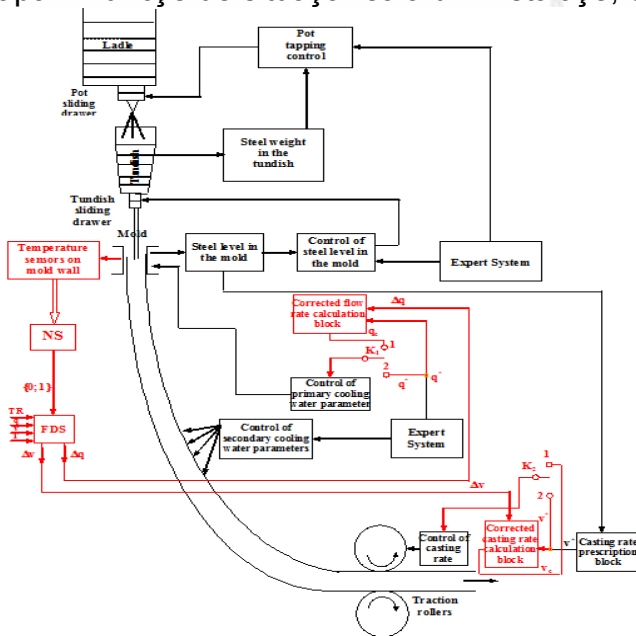 Ladle
Pot
tapping
control
Pot
sliding
drawer
Tundish
Steel weight
in the
tundish
Tundish
sliding
drawer
Mold
Temperature
sensors on
mold wall
Steel level
in the mold
Control of
steel level in
the mold
Expert System
Corrected flow
rate calculation
block
Δq
qc
NS
K1
1
2
q*
q*
{0; 1}
Control of
primary cooling
water parameter
TR
FDS
Control of
secondary cooling
water parameters
Expert
System
Δv
Δq
Δv
K2
1
2
v*
Control of
casting
rate
Corrected
casting rate
calculation
block
v*
Casting rate
prescription
block
vc
Traction
rollers